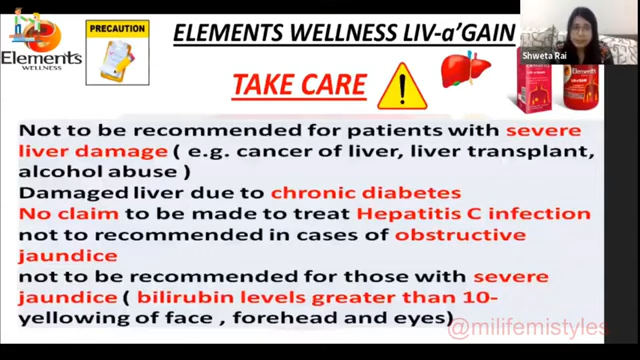 PRECAUTION
Elements
WELLNESS
ELEMENTS WELLNESS LIV-α'GAIN
TAKE CARE
Shweta Rai
Elements
Not to be recommended for patients with severe
liver damage ( e.g. cancer of liver, liver transplant,
alcohol abuse )
Damaged liver due to chronic diabetes
No claim to be made to treat Hepatitis C infection
not to recommended in cases of obstructive
jaundice
not to be recommended for those with severe
jaundice ( bilirubin levels greater than 10-
yellowing of face , forehead and eyes)
@milifemistyles